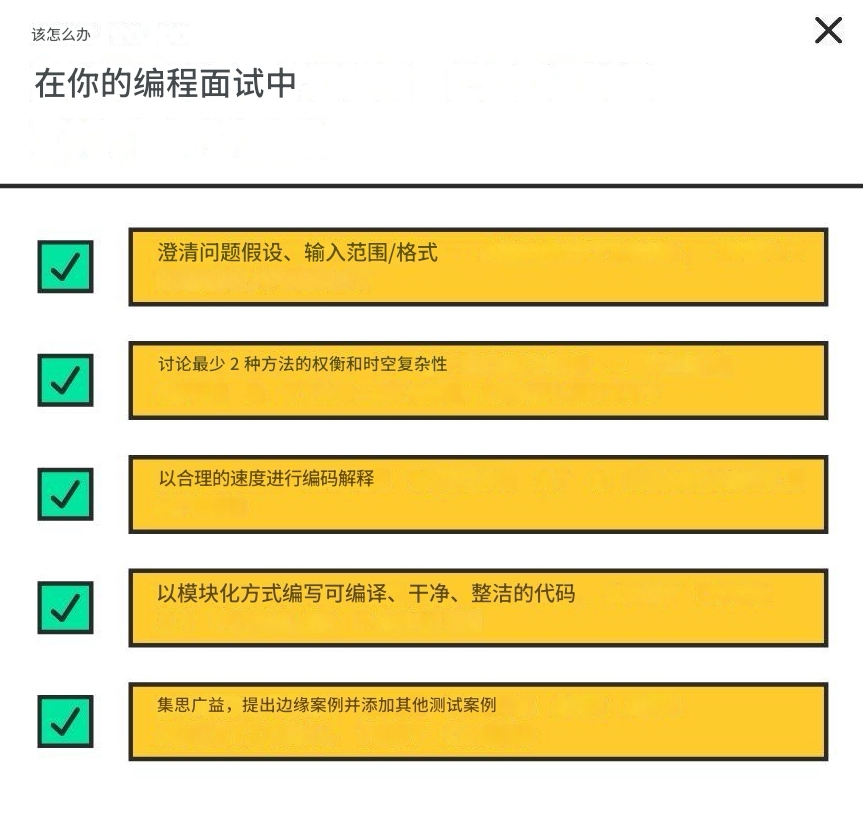 该怎么办
在你的编程面试中
澄清问题假设、输入范围/格式
讨论最少 2 种方法的权衡和时空复杂性
以合理的速度进行编码解释
以模块化方式编写可编译、干净、整洁的代码
集思广益，提出边缘案例并添加其他测试案例